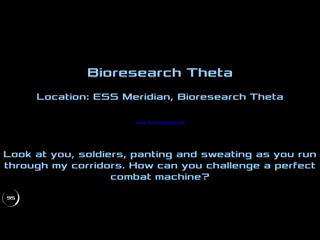 Bioresearch Theta
Location: ESS Meridian, Bioresearch Theta
Look at you, soldiers, panting and sweating as you run
through my corridors. How can you challenge a perfect
combat machine?
95